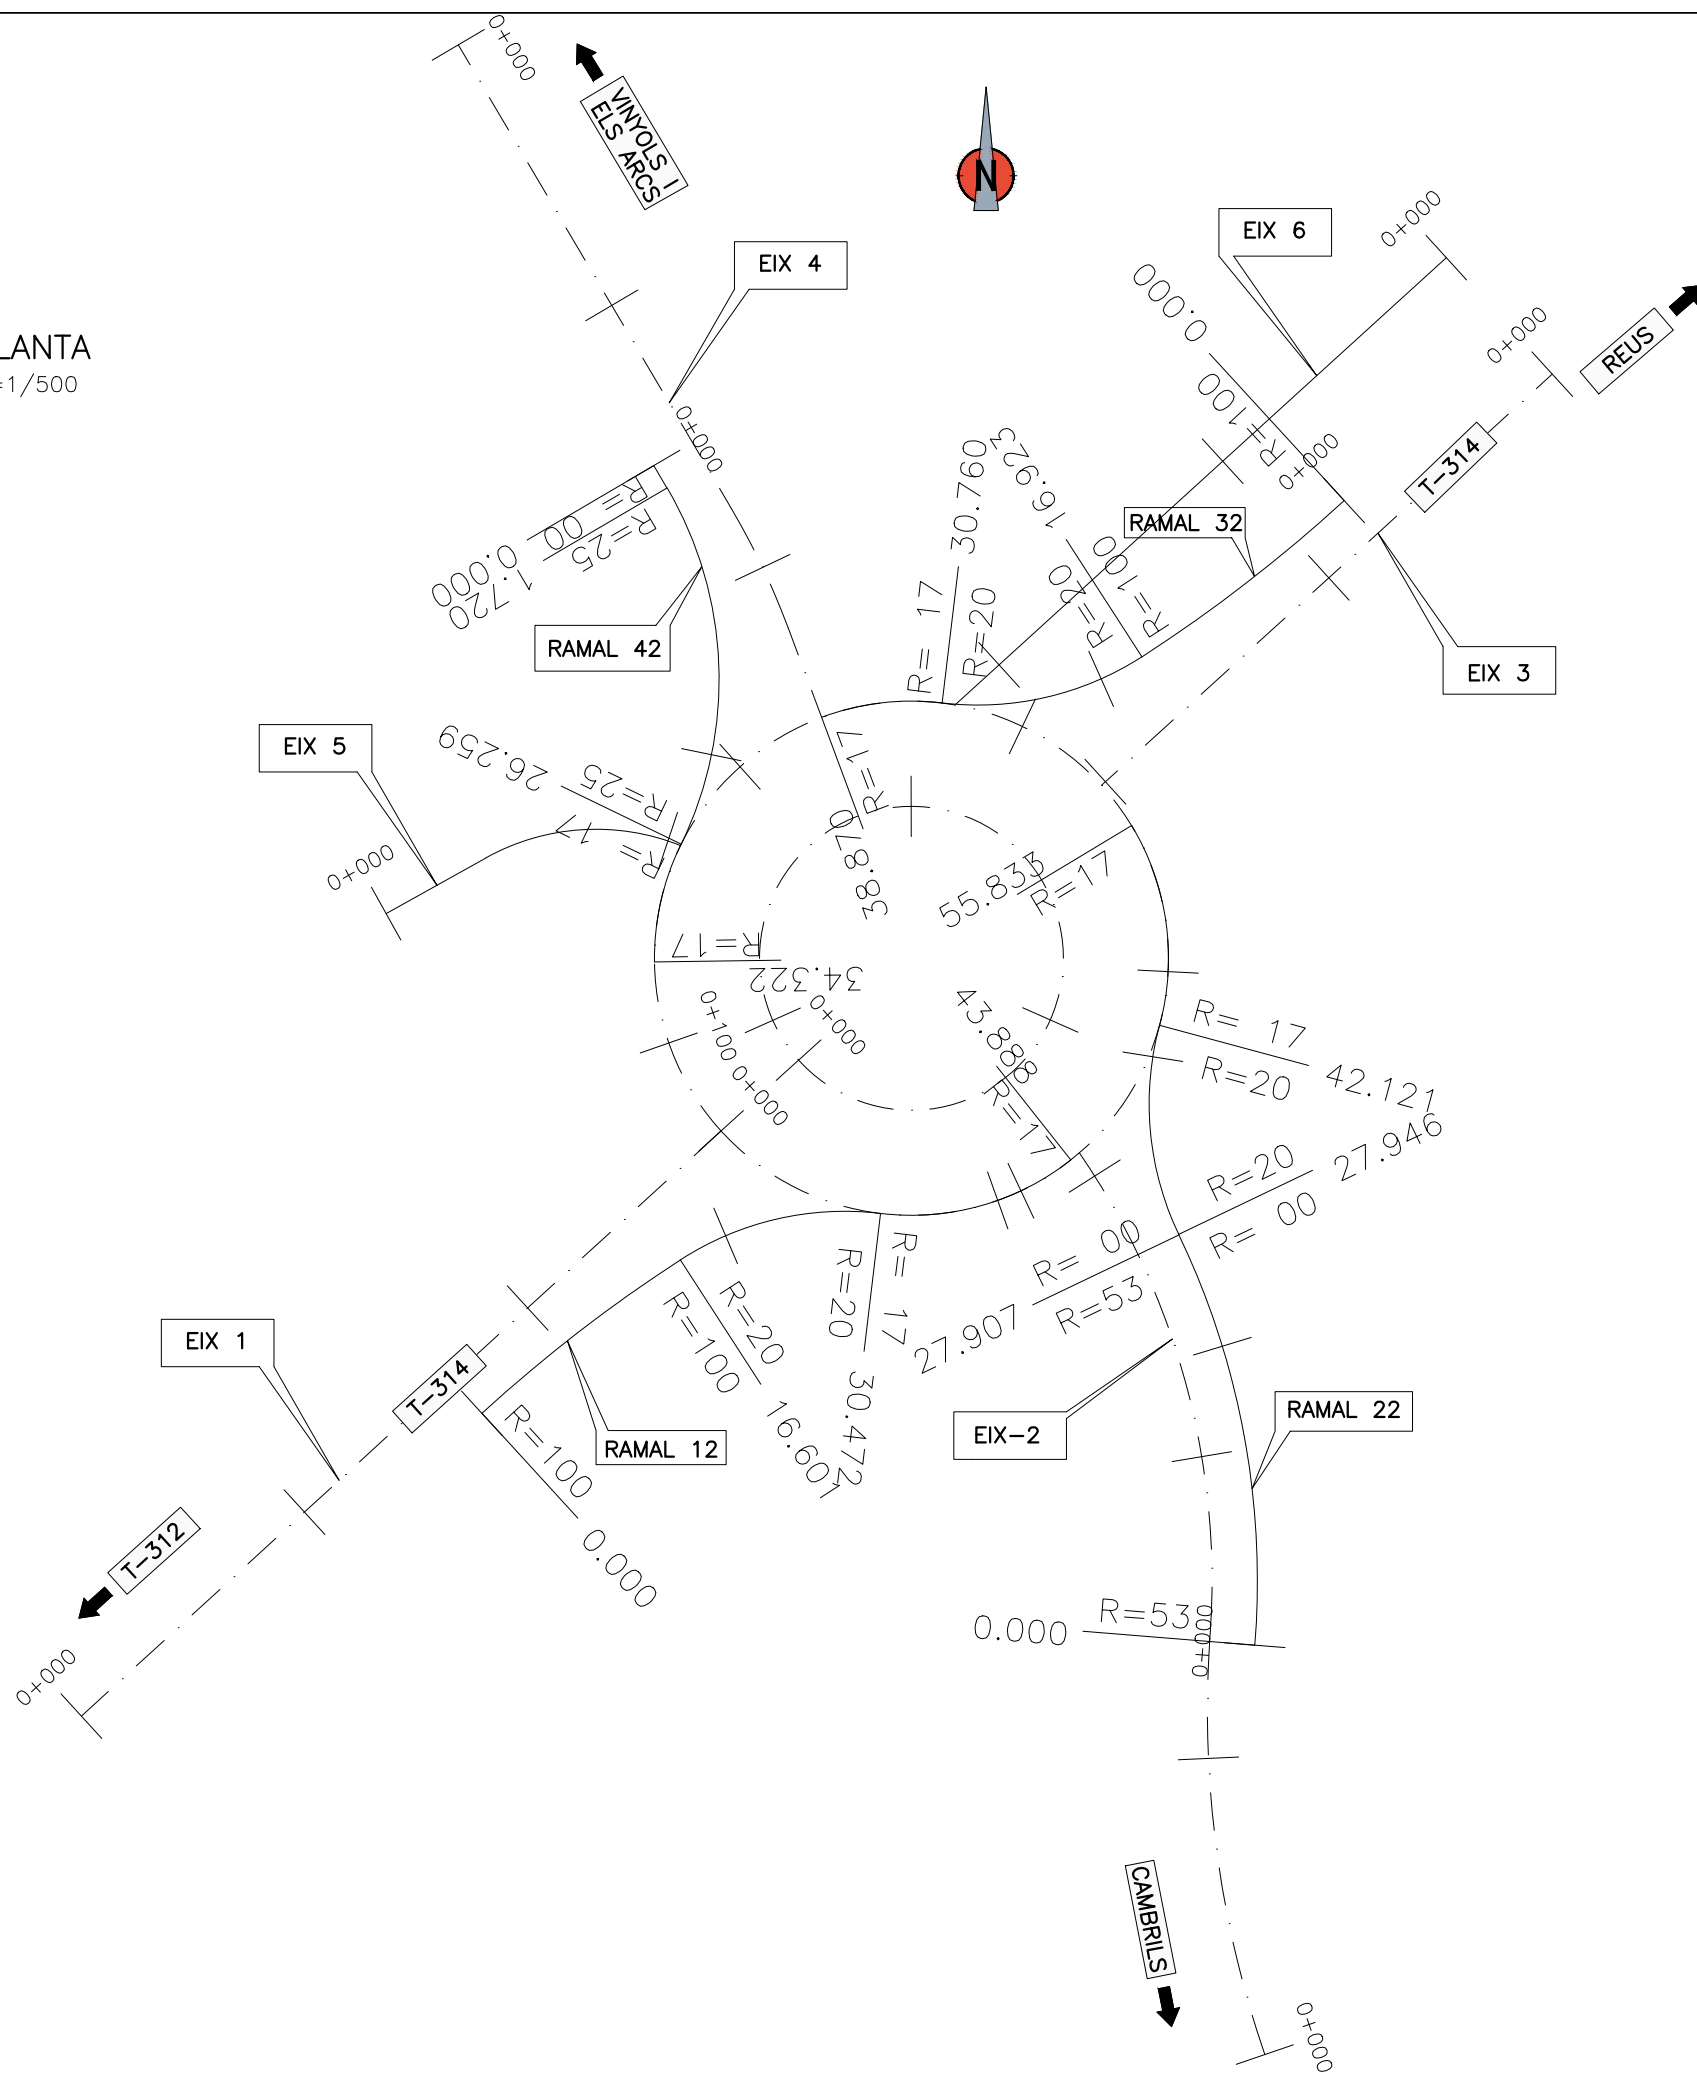 0+000
VINYOLS I
ELS ARCS
N
EIX 4
EIX 6
0+000
0.000
R=100
0+000
REUS
T-314
0+000
LANTA
=1/500
0+000
R= 00
0.000
R=25
1.720
RAMAL 42
R= 17
30.760
R=20
16.923
R=20
R=100
RAMAL 32
EIX 3
EIX 5
26.259
R=25
R= 17
0+000
R=17
38.870
55.833
R=17
R=17
34.322
0+000
0+100
0+000
43.888
R=17
R= 17
R=20
42.121
R=20
27.946
R= 00
R= 00
27.907
R=53
EIX 1
T-314
R=20
R=100
16.601
R= 17
R=20
30.472
R=100
0.000
RAMAL 12
EIX-2
RAMAL 22
T-312
0+000
0.000
R=53
0+000
CAMBRILS
0+000